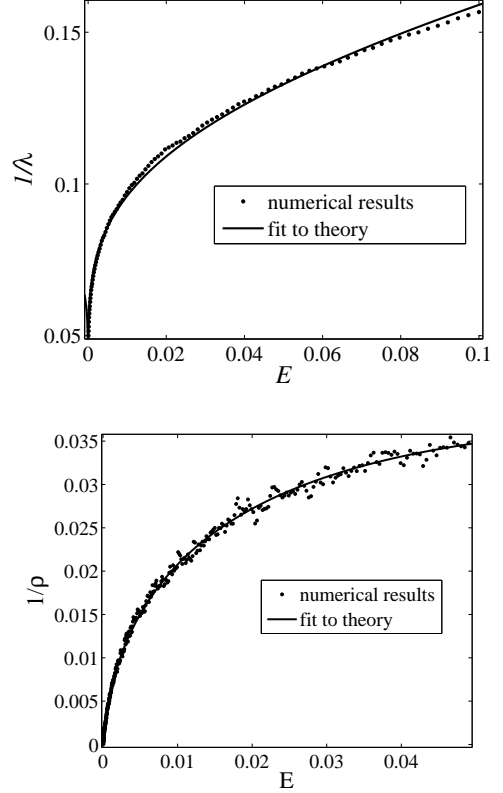 0.15
0.1
0.05
1/λ
numerical results
fit to theory
0 0.02 0.04 0.06 0.08 0.1
E
0.035
0.03
0.025
0.02
0.015
0.01
0.005
0
1/ρ
numerical results
fit to theory
0 0.01 0.02 0.03 0.04
E